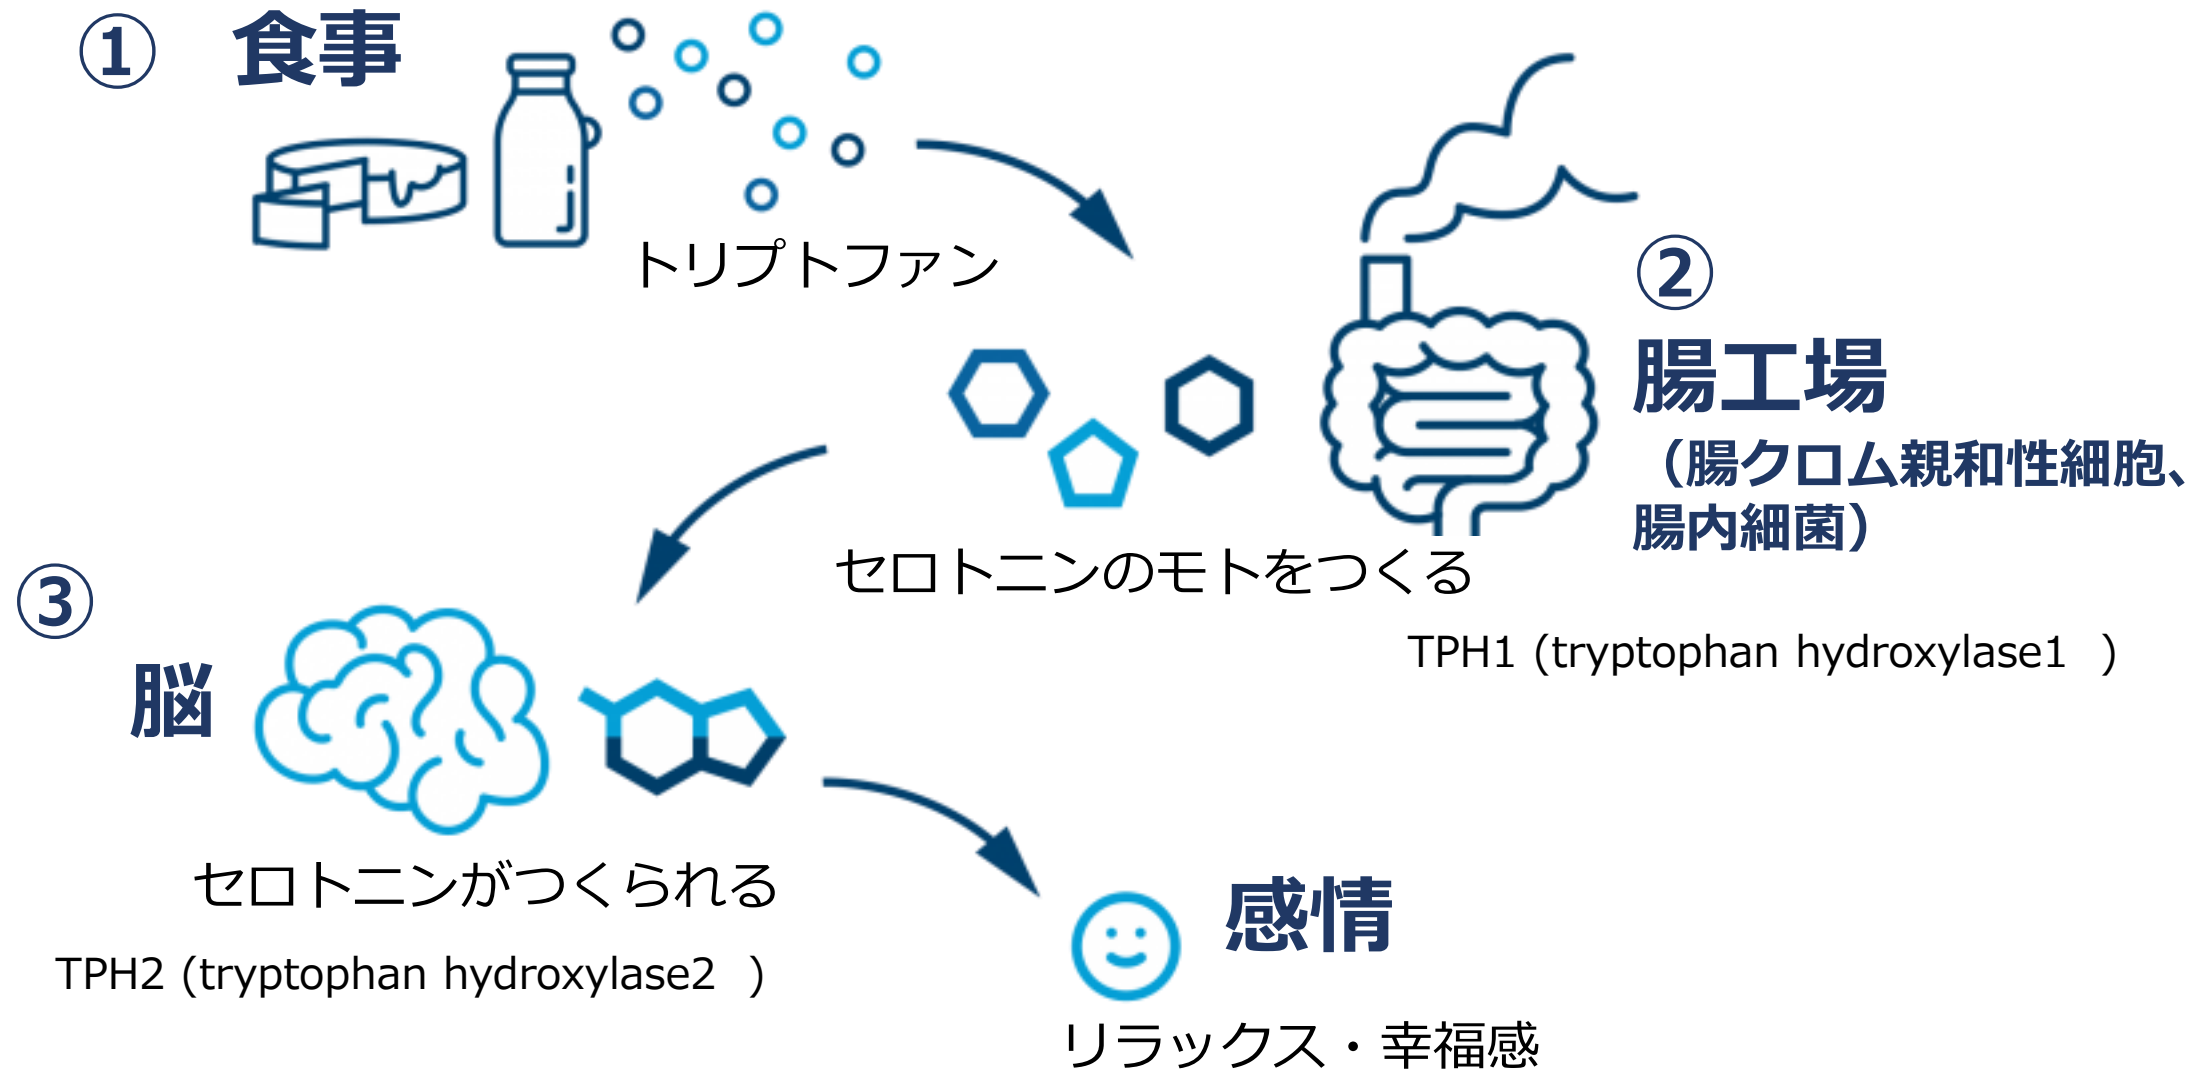 ① 食事
トリプトファン
②
腸工場
（腸クロム親和性細胞、
腸内細菌）
セロトニンのモトをつくる
TPH1 (tryptophan hydroxylase1 )
③
脳
セロトニンがつくられる
TPH2 (tryptophan hydroxylase2 )
感情
リラックス・幸福感